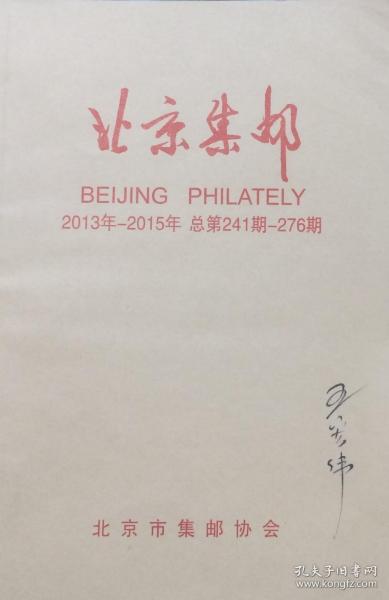 北京集邮
BEIJING PHILATELY
2013年-2015年 总第241期-276期
北京市集邮协会
孔夫子旧书网
kongfz.com